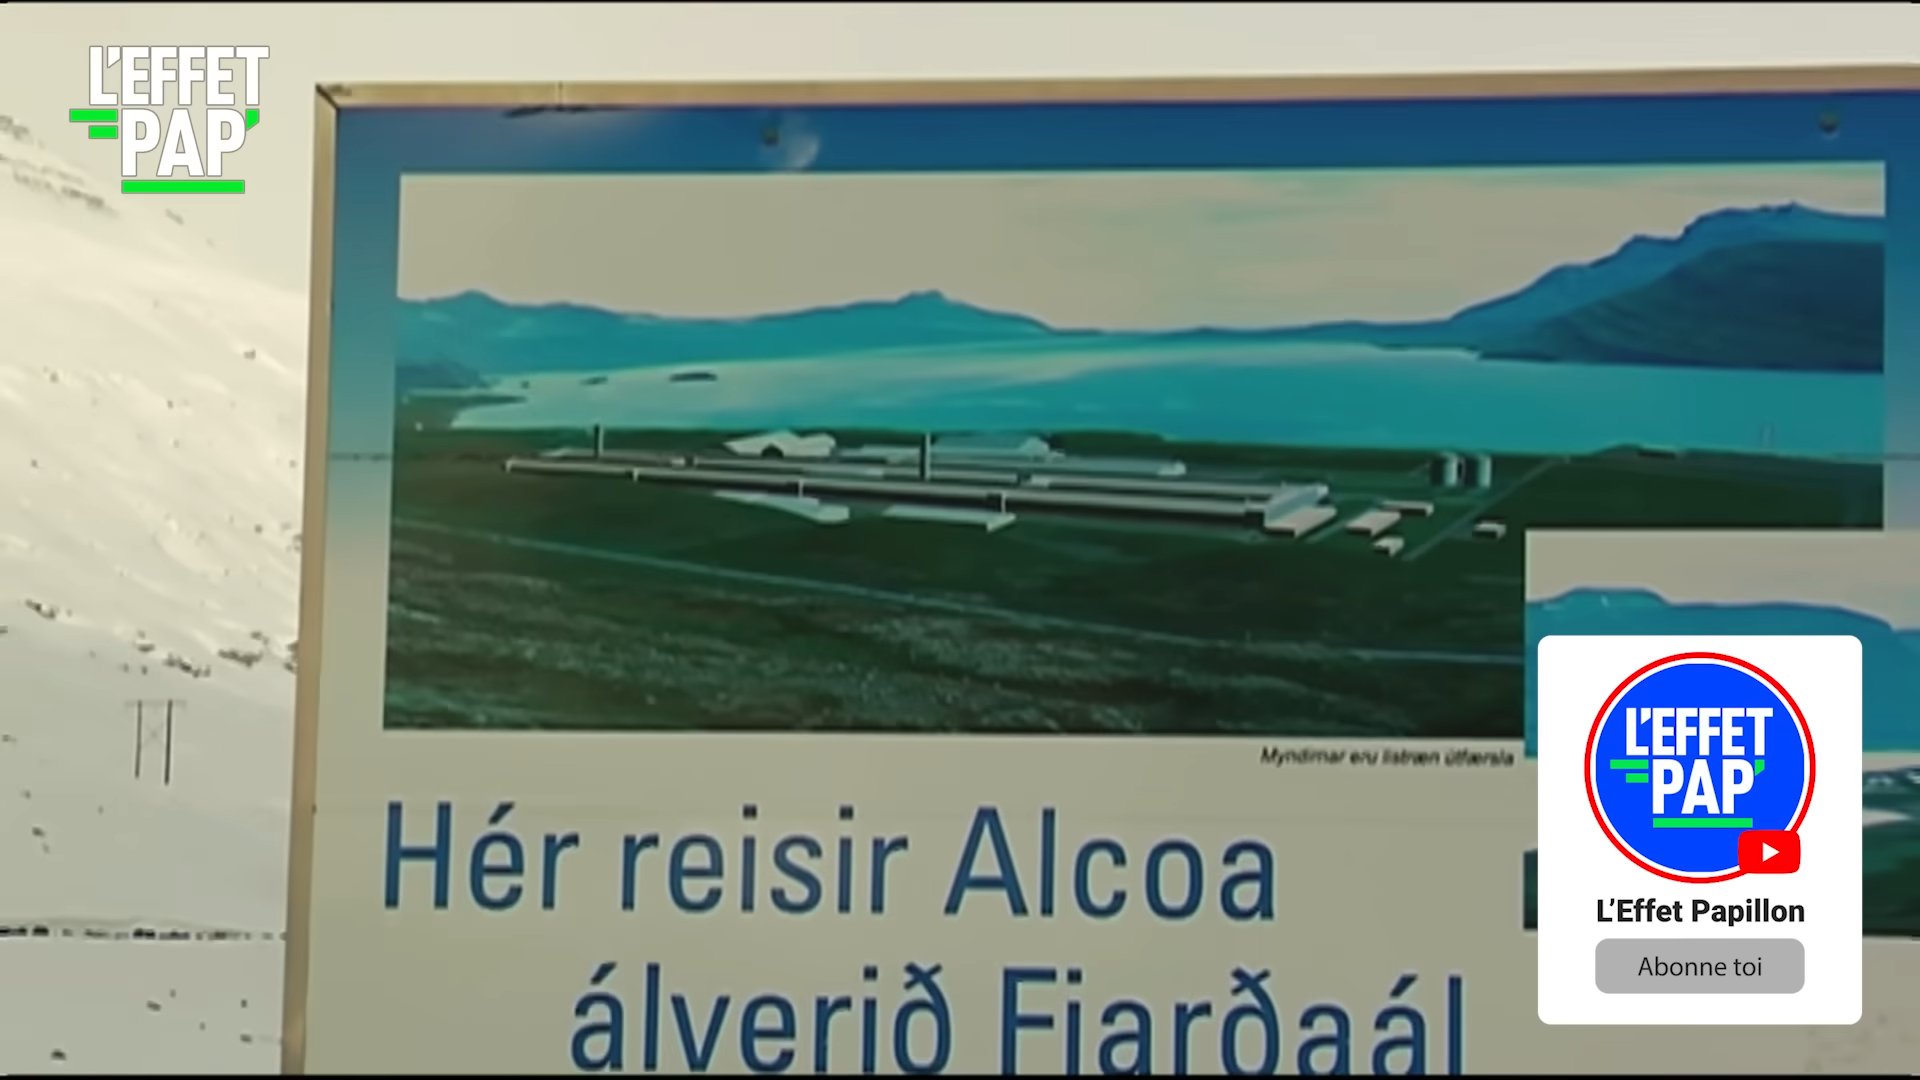 L'EFFET
PAP'
Myndirnar eru listræn útfærsla
Hér reisir Alcoa
álverið Fjarðaál
L'EFFET
PAP'
L'Effet Papillon
Abonne toi